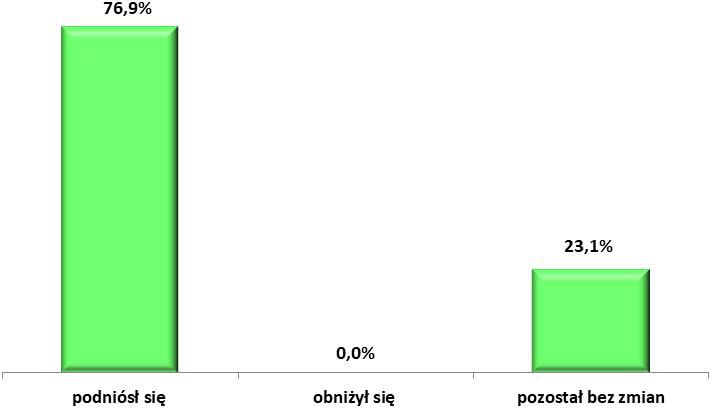 76,9%
23,1%
0,0%
podniósł się
obniżył się
pozostał bez zmian